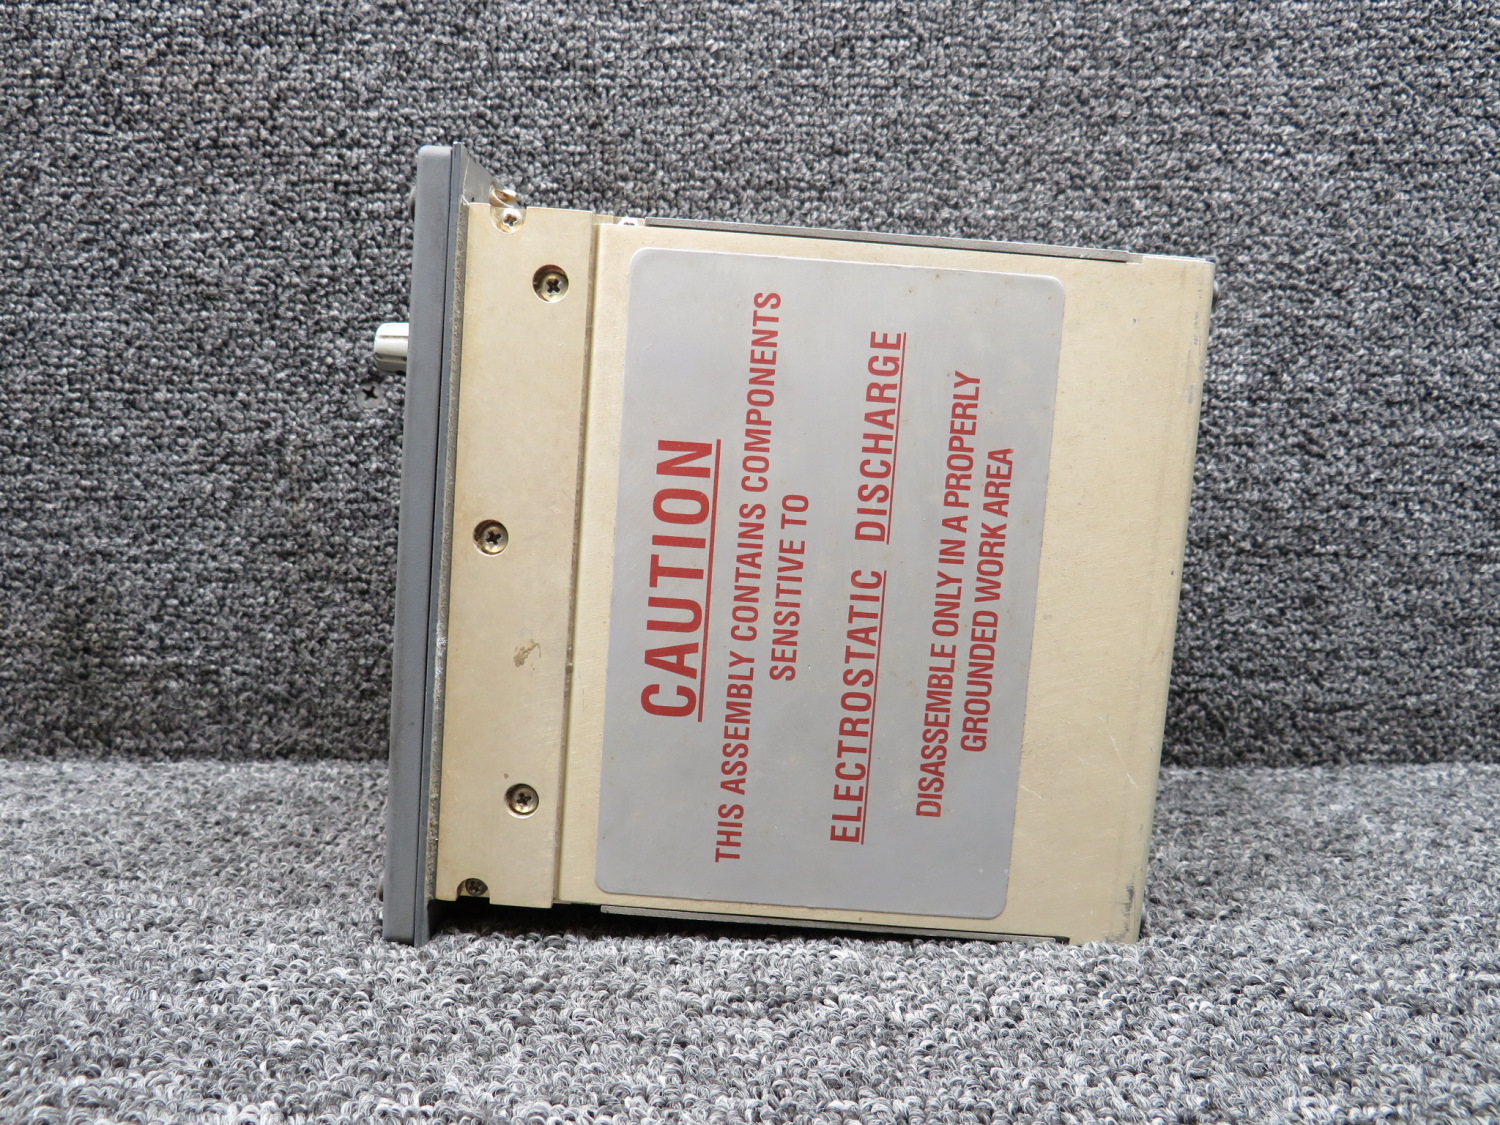 CAUTION
THIS ASSEMBLY CONTAINS COMPONENTS
SENSITIVE TO
ELECTROSTATIC DISCHARGE
DISASSEMBLE ONLY IN A PROPERLY
GROUNDED WORK AREA